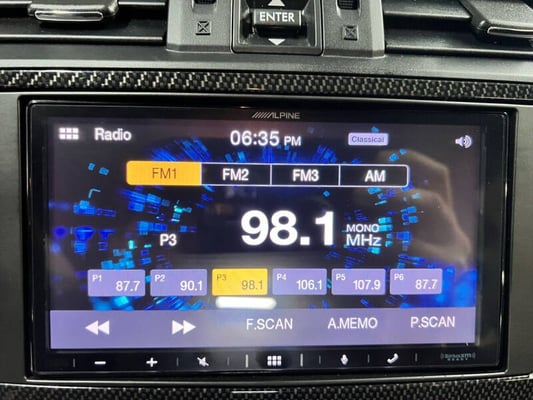 ENTER
ALPINE
Radio 06:35 PM Classical
FM1 FM2 FM3 AM
P3 98.1 MONO MHz
P1 87.7 P2 90.1 P3 98.1 P4 106.1 P5 107.9 P6 87.7
F.SCAN A.MEMO P.SCAN
SiriusXM